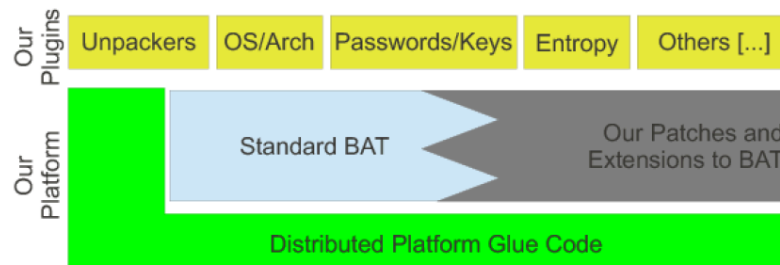 Our
Plugins
Unpackers
OS/Arch
Passwords/Keys
Entropy
Others [...]
Our
Platform
Standard BAT
Our Patches and
Extensions to BAT
Distributed Platform Glue Code